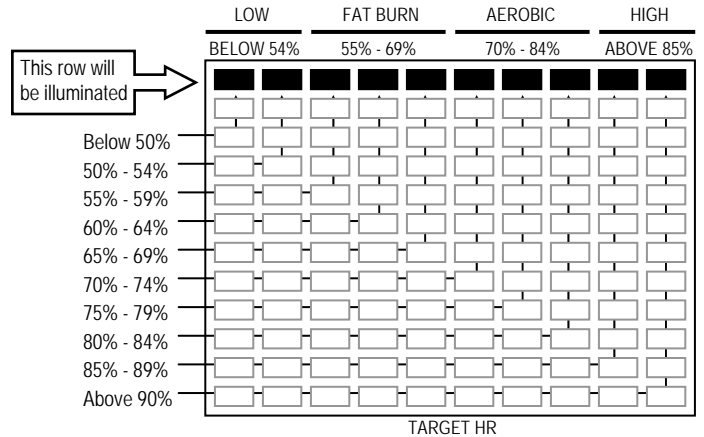 LOW FAT BURN AEROBIC HIGH
BELOW 54% 55% - 69% 70% - 84% ABOVE 85%
This row will
be illuminated
Below 50%
50% - 54%
55% - 59%
60% - 64%
65% - 69%
70% - 74%
75% - 79%
80% - 84%
85% - 89%
Above 90%
TARGET HR